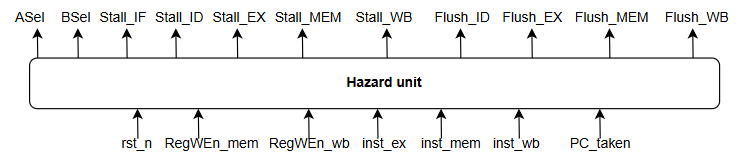 ASel BSel Stall_IF Stall_ID Stall_EX Stall_MEM Stall_WB Flush_ID Flush_EX Flush_MEM Flush_WB
Hazard unit
rst_n RegWEn_mem RegWEn_wb inst_ex inst_mem inst_wb PC_taken